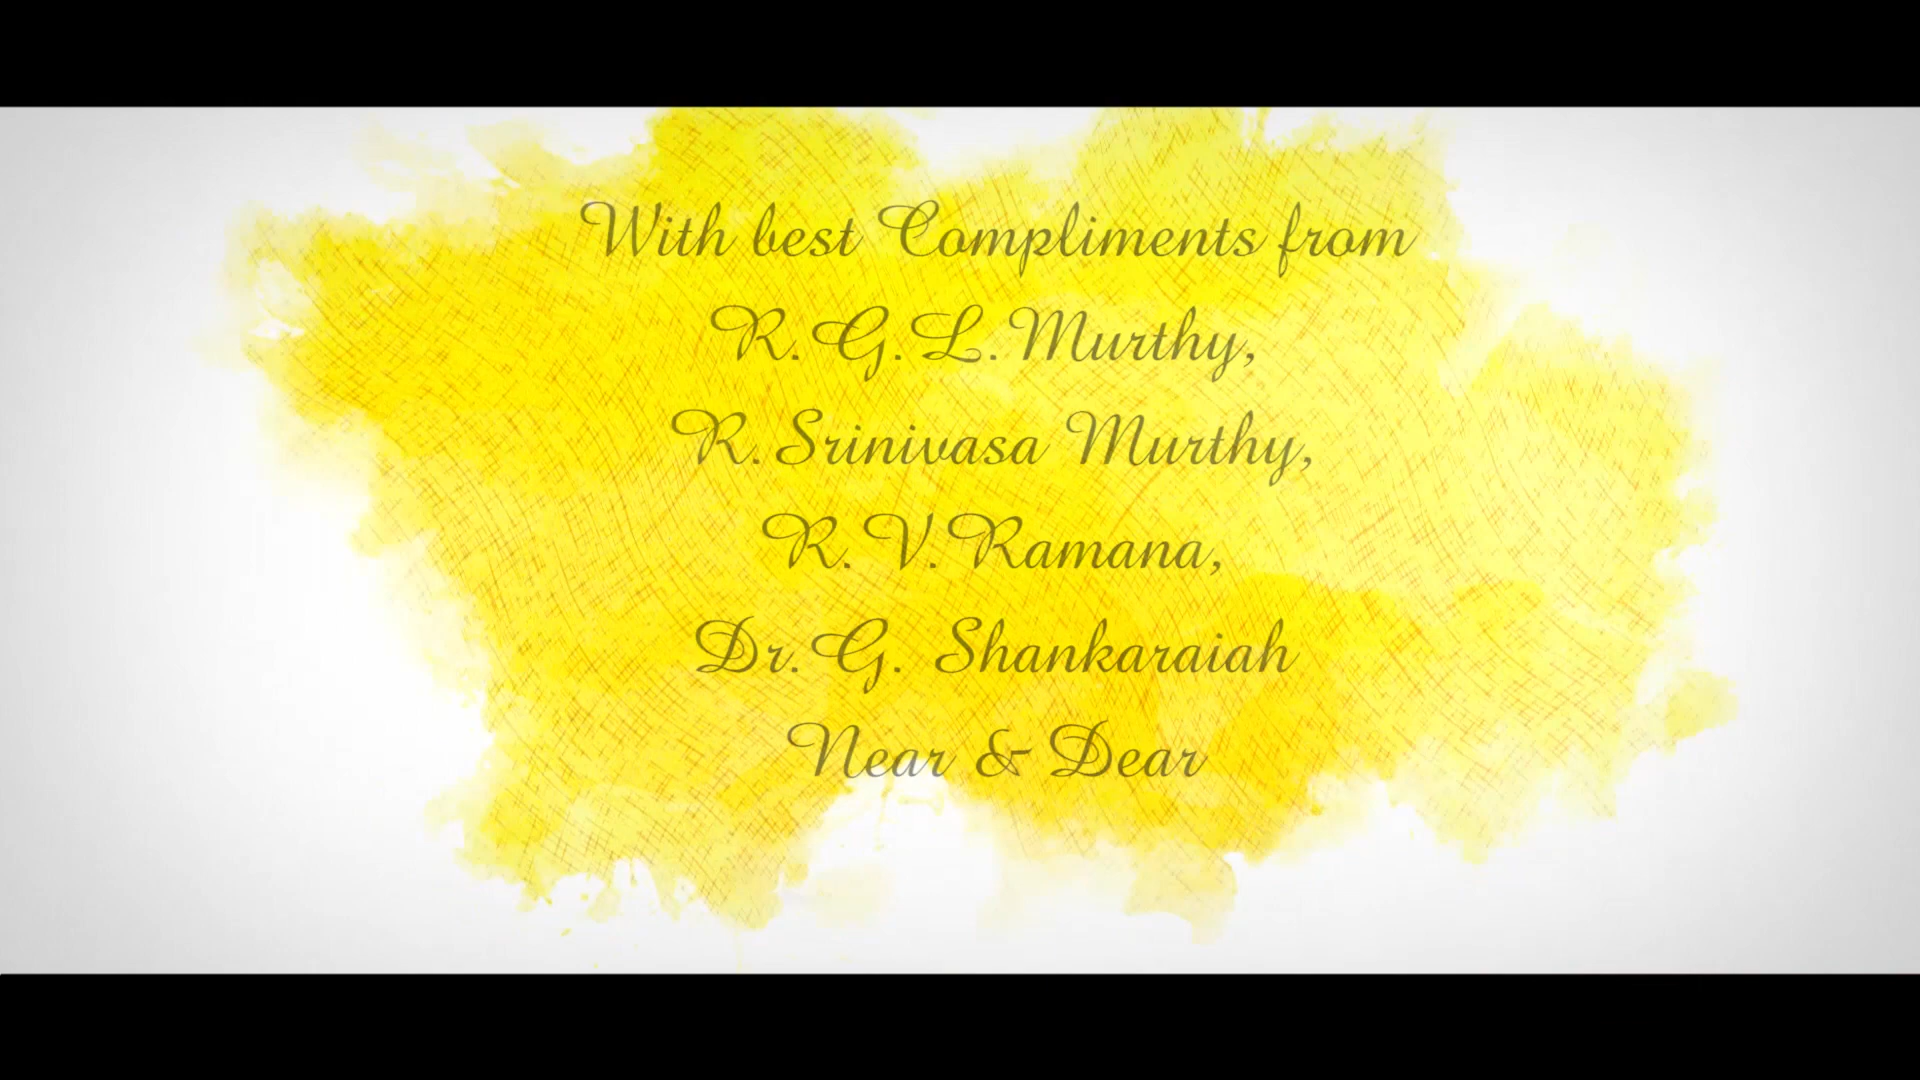 With best Compliments from
R. G. L. Murthy,
R. Srinivasa Murthy,
R. V. Ramana,
Dr. G. Shankaraiah
Near & Dear